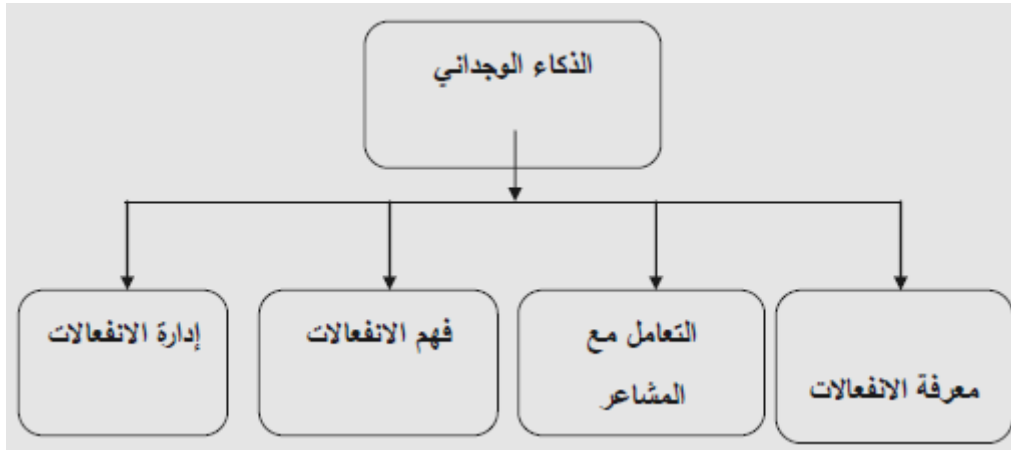 الذكاء الوجداني
معرفة الانفعالات
التعامل مع
المشاعر
فهم الانفعالات
إدارة الانفعالات